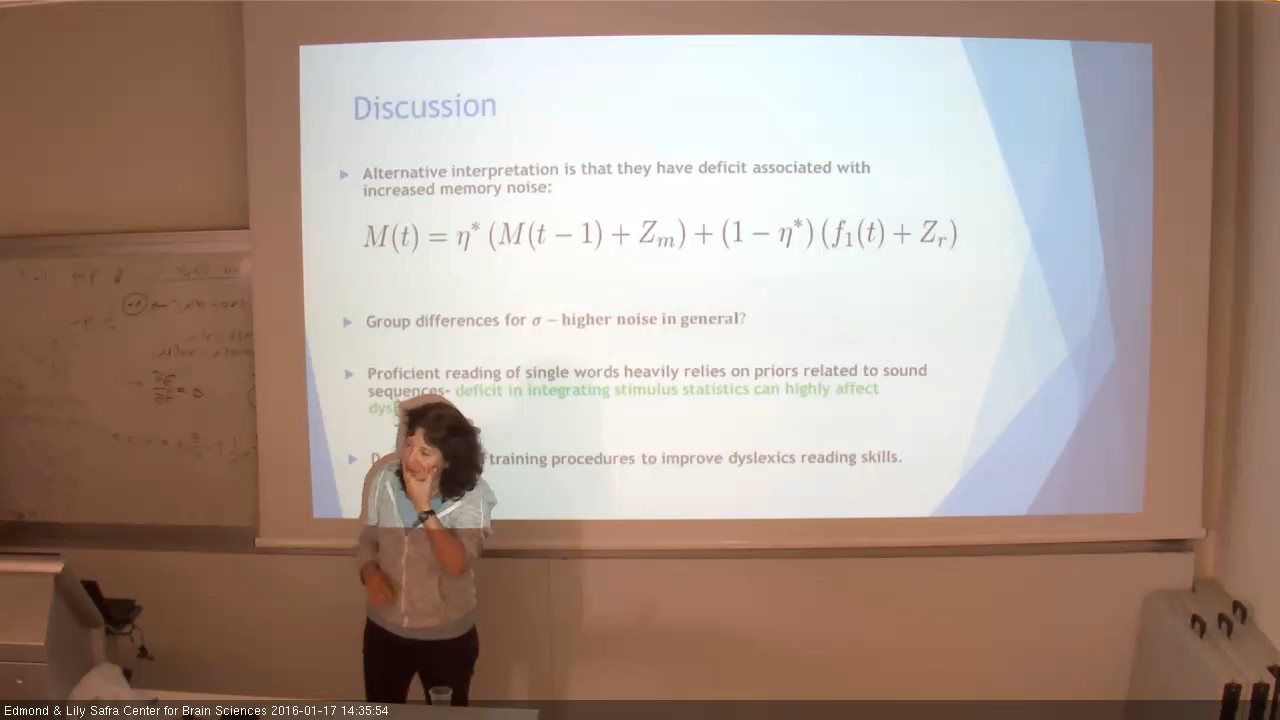 Discussion
Alternative interpretation is that they have deficit associated with
increased memory noise:
M(t) = η* (M(t − 1) + Z_m) + (1 − η*) (f_1(t) + Z_r)
Group differences for σ – higher noise in general?
Proficient reading of single words heavily relies on priors related to sound
sequences- deficit in integrating stimulus statistics can highly affect
training procedures to improve dyslexics reading skills.
Edmond & Lily Safra Center for Brain Sciences 2016-01-17 14:35:54